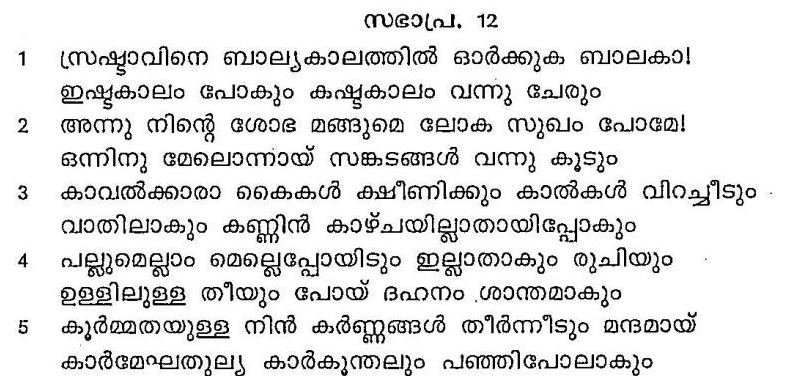 സഭാപ്ര. 12
1 സ്രഷ്ടാവിനെ ബാല്യകാലത്തിൽ ഓർക്കുക ബാലകാ!
ഇഷ്ടകാലം പോകും കഷ്ടകാലം വന്നു ചേരും
2 അന്നു നിന്റെ ശോഭ മങ്ങുമെ ലോക സുഖം പോമേ!
ഒന്നിനു മേലൊന്നായ് സങ്കടങ്ങൾ വന്നു കൂടും
3 കാവൽക്കാരാ കൈകൾ ക്ഷീണിക്കും കാൽകൾ വിറച്ചീടും
വാതിലാകും കണ്ണിൻ കാഴ്ചയില്ലാതായിപ്പോകും
4 പല്ലുമെല്ലാം മെല്ലെപ്പോയിടും ഇല്ലാതാകും രുചിയും
ഉള്ളിലുള്ള തീയും പോയ് ദഹനം ശാന്തമാകും
5 കൂർമ്മതയുള്ള നിൻ കർണ്ണങ്ങൾ തീർന്നീടും മന്ദമായ്
കാർമേഘതുല്യ കാർകൂന്തലും പഞ്ഞിപോലാകും